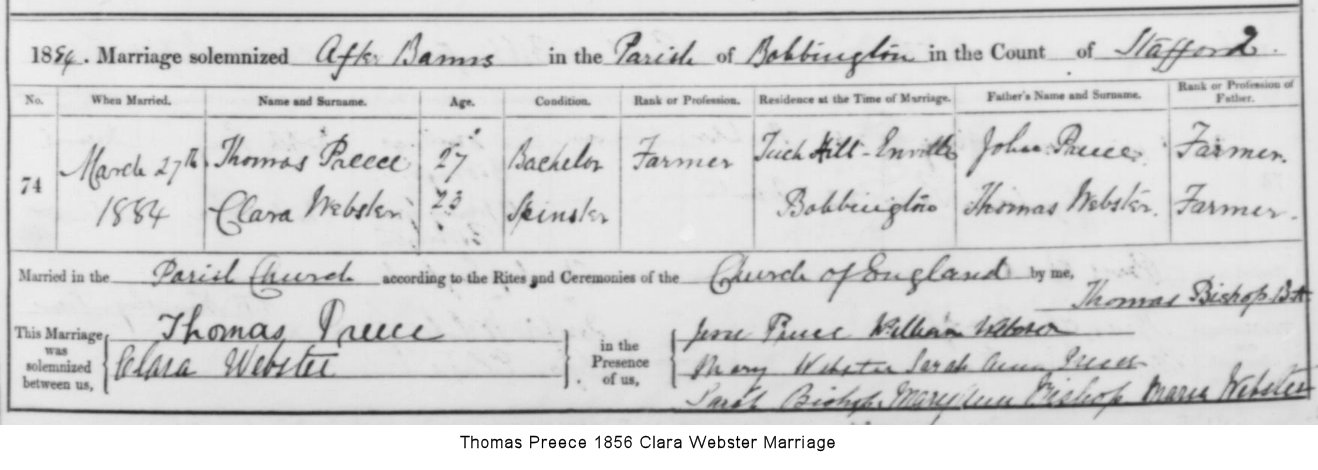 1884. Marriage solemnized After Banns in the Parish of Bobbington in the Count of Stafford
No. When Married. Name and Surname. Age. Condition. Rank or Profession. Residence at the Time of Marriage. Father's Name and Surname. Rank or Profession of Father.
74 March 27th 1884 Thomas Preece 27 Bachelor Farmer Hill - Enville John Preece Farmer.
Clara Webster 23 Spinster Bobbington Thomas Webster. Farmer.
Married in the Parish Church according to the Rites and Ceremonies of the Church of England by me,
Thomas Bishop B.A.
This Marriage was solemnized between us, Thomas Preece in the Presence of us, Preece William Webster
Clara Webster Mary Webster Sarah Ann Preece
Sarah Bishop Mary Ann Bishop Maria Webster
Thomas Preece 1856 Clara Webster Marriage